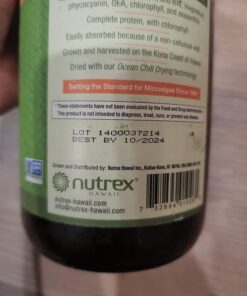 phycocyanin, GLA, chlorophyll, and zeaxanthin
Complete protein, with chlorophyll
Easily absorbed because of a non-cellulose wall
Grown and harvested on the Kona Coast of Hawaii
Dried with our Ocean Chill Drying technology
Setting the Standard for Microalgae Since
* These statements have not been evaluated by the Food and Drug Administration.
This product is not intended to diagnose, treat, cure, or prevent any disease.
LOT 1400037214
BEST BY 10/2024
Grown and Distributed by: Nutrex Hawaii Inc., Kailua-Kona, HI
nutrex
HAWAII
nutrex-hawaii.com
info@nutrex-hawaii.com